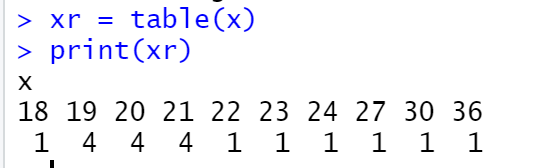 > xr = table(x)
> print(xr)
x
18 19 20 21 22 23 24 27 30 36
1 4 4 4 1 1 1 1 1 1